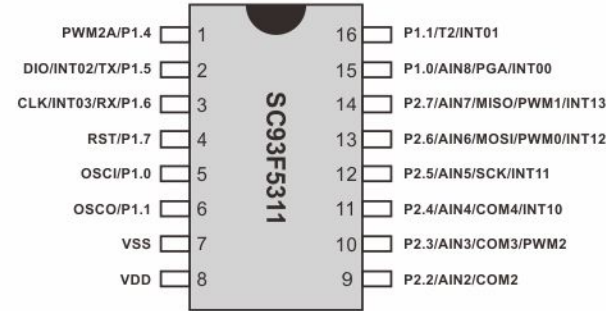 PWM2A/P1.4 1 16 P1.1/T2/INT01
DIO/INT02/TX/P1.5 2 15 P1.0/AIN8/PGA/INT00
CLK/INT03/RX/P1.6 3 14 P2.7/AIN7/MISO/PWM1/INT13
RST/P1.7 4 13 P2.6/AIN6/MOSI/PWM0/INT12
OSCI/P1.0 5 12 P2.5/AIN5/SCK/INT11
OSCO/P1.1 6 11 P2.4/AIN4/COM4/INT10
VSS 7 10 P2.3/AIN3/COM3/PWM2
VDD 8 9 P2.2/AIN2/COM2
SC93F5311